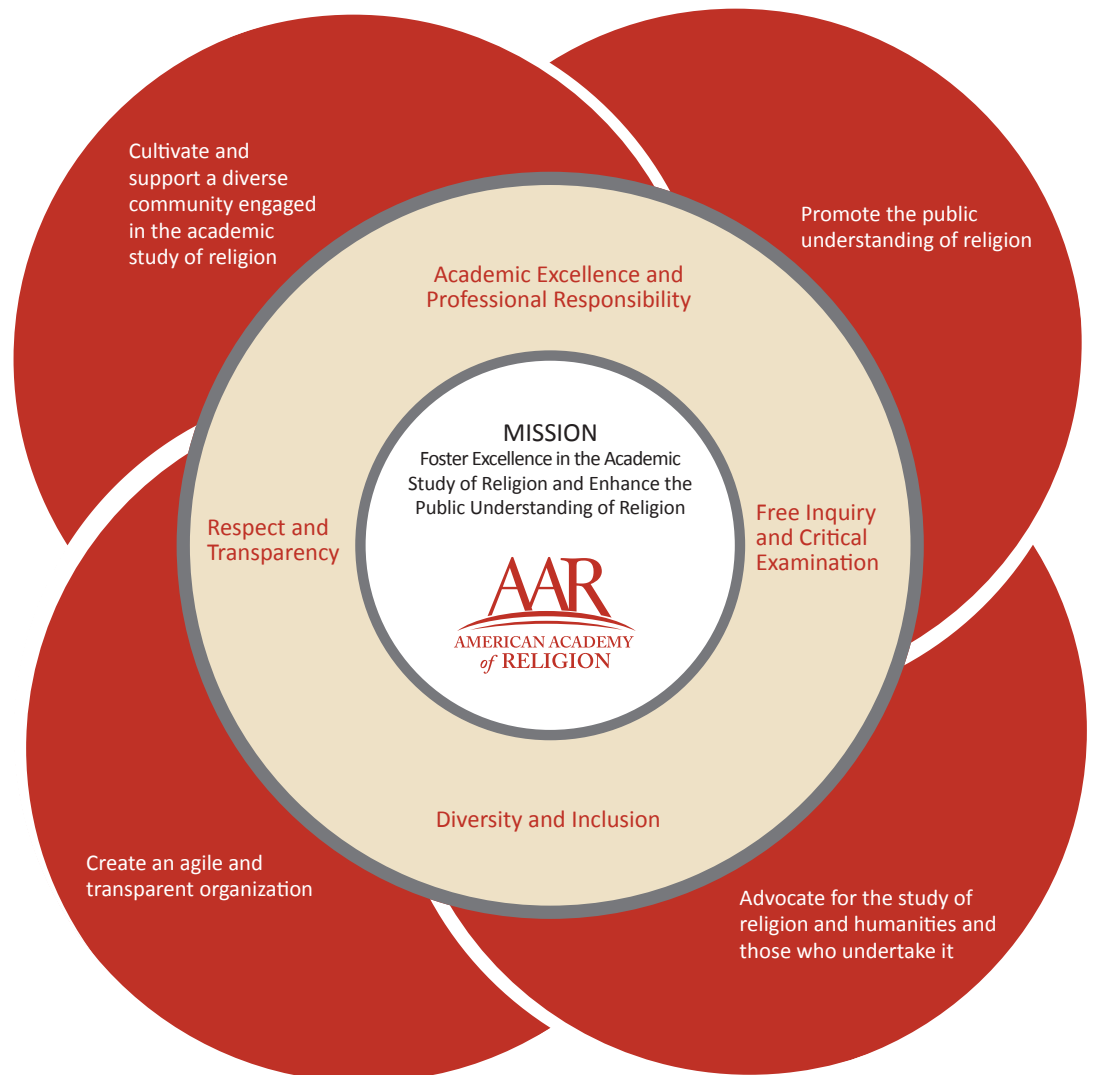 Cultivate and
support a diverse
community engaged
in the academic
study of religion
Promote the public
understanding of religion
Academic Excellence and
Professional Responsibility
MISSION
Foster Excellence in the Academic
Study of Religion and Enhance the
Public Understanding of Religion
Respect and
Transparency
Free Inquiry
and Critical
Examination
AAR
AMERICAN ACADEMY
of RELIGION
Diversity and Inclusion
Create an agile and
transparent organization
Advocate for the study of
religion and humanities and
those who undertake it